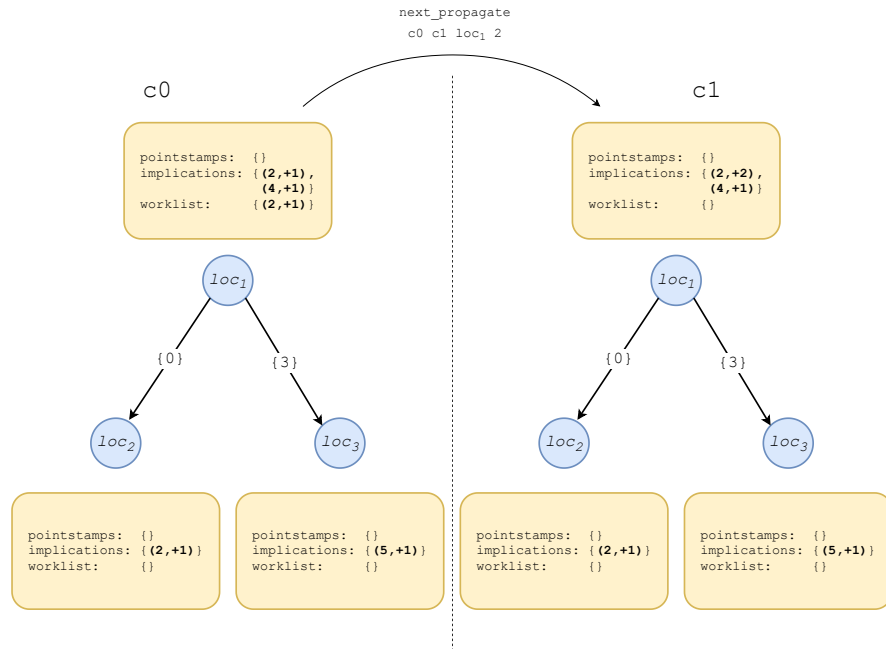 next_propagate
c0 c1 loc₁ 2
c0
c1
pointstamps: {}
implications: {(2,+1),
(4,+1)}
worklist: {(2,+1)}
pointstamps: {}
implications: {(2,+2),
(4,+1)}
worklist: {}
loc₁
loc₁
{0}
{3}
{0}
{3}
loc₂
loc₃
loc₂
loc₃
pointstamps: {}
implications: {(2,+1)}
worklist: {}
pointstamps: {}
implications: {(5,+1)}
worklist: {}
pointstamps: {}
implications: {(2,+1)}
worklist: {}
pointstamps: {}
implications: {(5,+1)}
worklist: {}